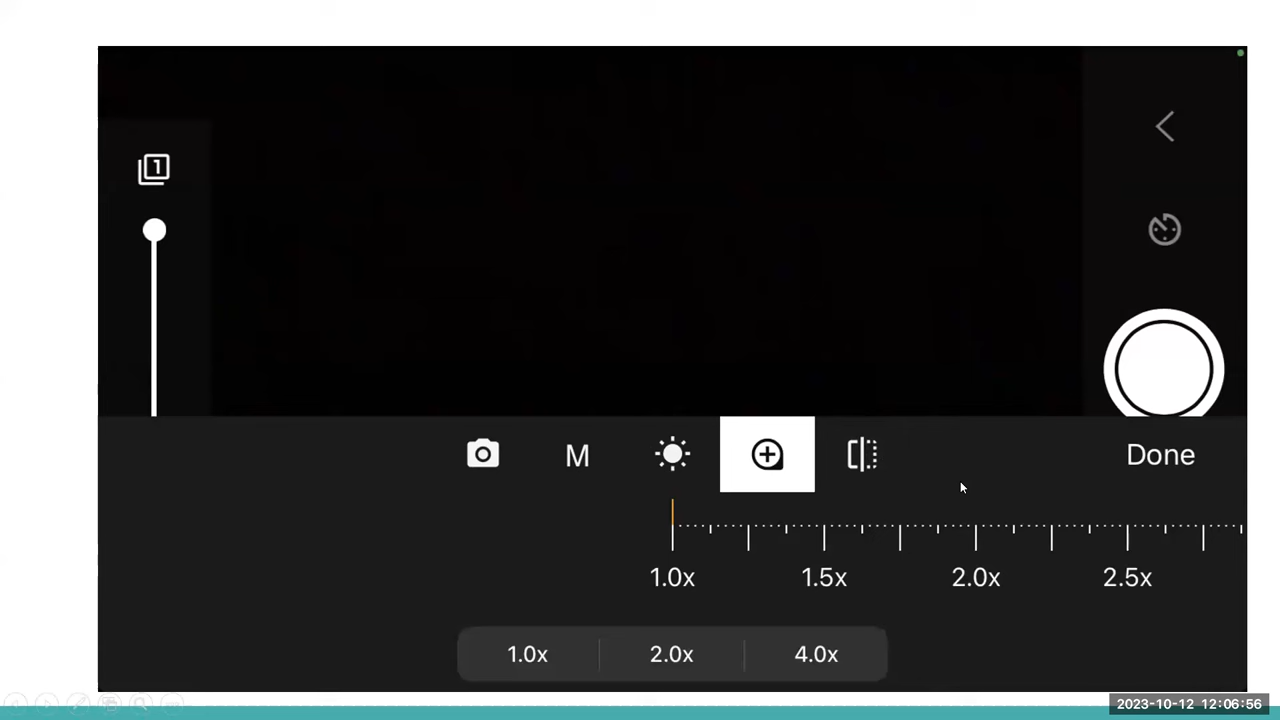 1
M
Done
1.0x 1.5x 2.0x 2.5x
1.0x 2.0x 4.0x
2023-10-12 12:06:56